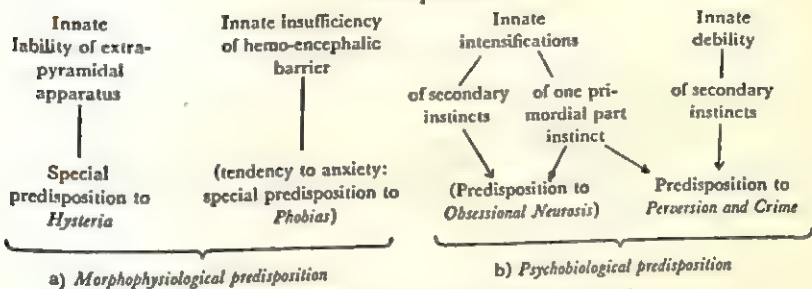 Innate
lability of extra-
pyramidal
apparatus
Special
predisposition to
Hysteria
Innate insufficiency
of hemo-encephalic
barrier
(tendency to anxiety:
special predisposition to
Phobias)
a) Morphophysiological predisposition
Innate
intensifications
of secondary
instincts
of one pri-
mordial part
instinct
(Predisposition to
Obsessional Neurosis)
Innate
debility
of secondary
instincts
Predisposition to
Perversion and Crime
b) Psychobiological predisposition